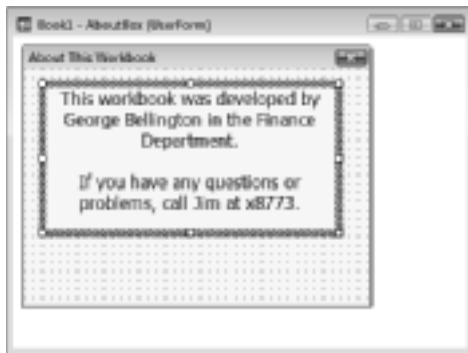 Book1 - AboutBox (UserForm)
About This Workbook
This workbook was developed by
George Bellington in the Finance
Department.
If you have any questions or
problems, call Jim at x8773.